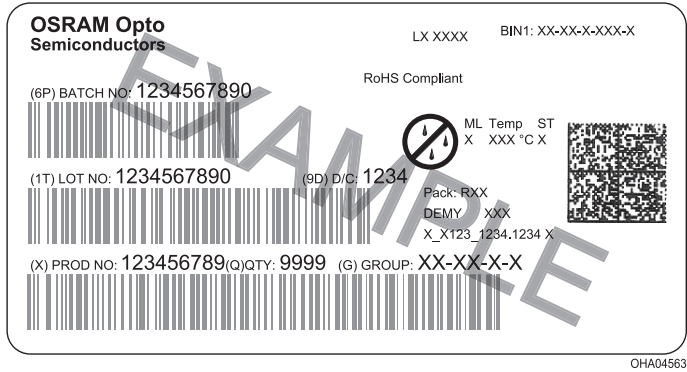 OSRAM Opto
Semiconductors
LX XXXX
BIN1: XX-XX-X-XXX-X
RoHS Compliant
(6P) BATCH NO: 1234567890
ML Temp ST
X XXX °C X
(1T) LOT NO: 1234567890
(9D) D/C: 1234
Pack: RXX
DEMY XXX
X_X123_1234.1234 X
(X) PROD NO: 123456789(Q)QTY: 9999 (G) GROUP: XX-XX-X-X
EXAMPLE
OHA04563